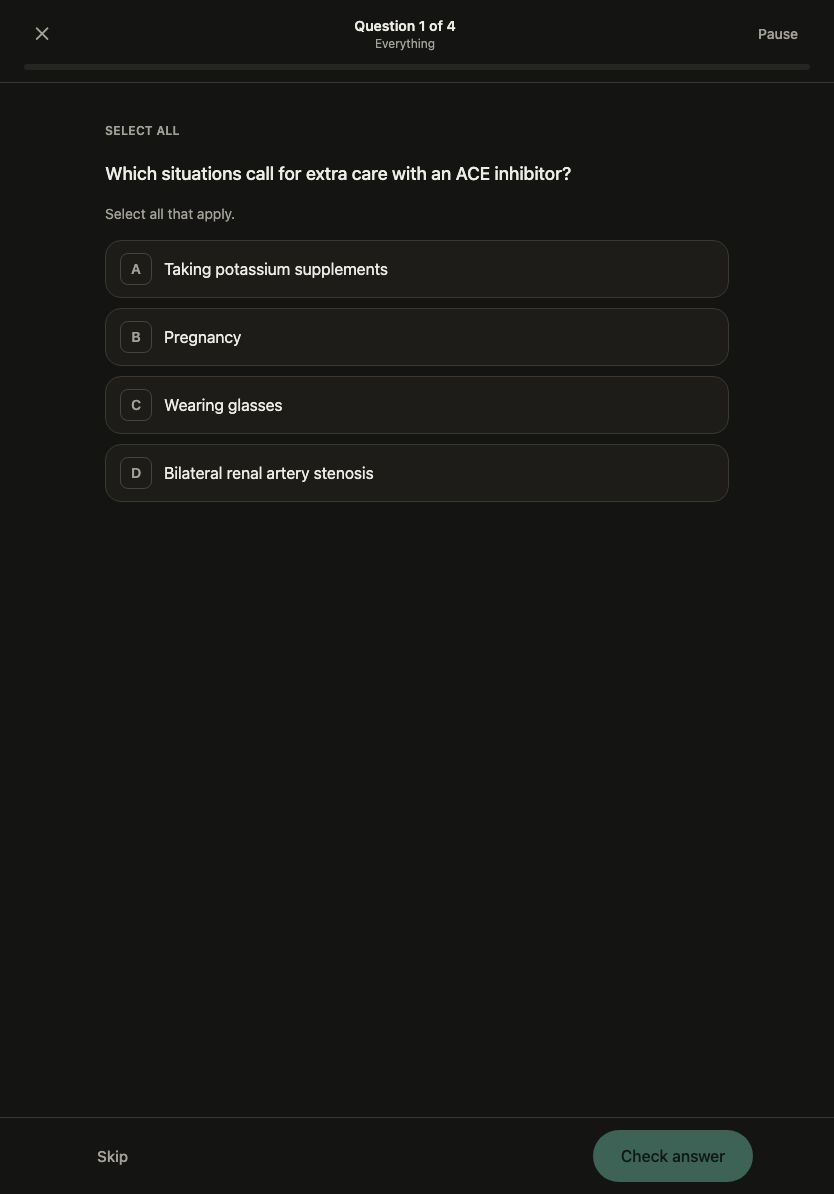 Question 1 of 4
Everything
Pause
SELECT ALL
Which situations call for extra care with an ACE inhibitor?
Select all that apply.
A Taking potassium supplements
B Pregnancy
C Wearing glasses
D Bilateral renal artery stenosis
Skip
Check answer